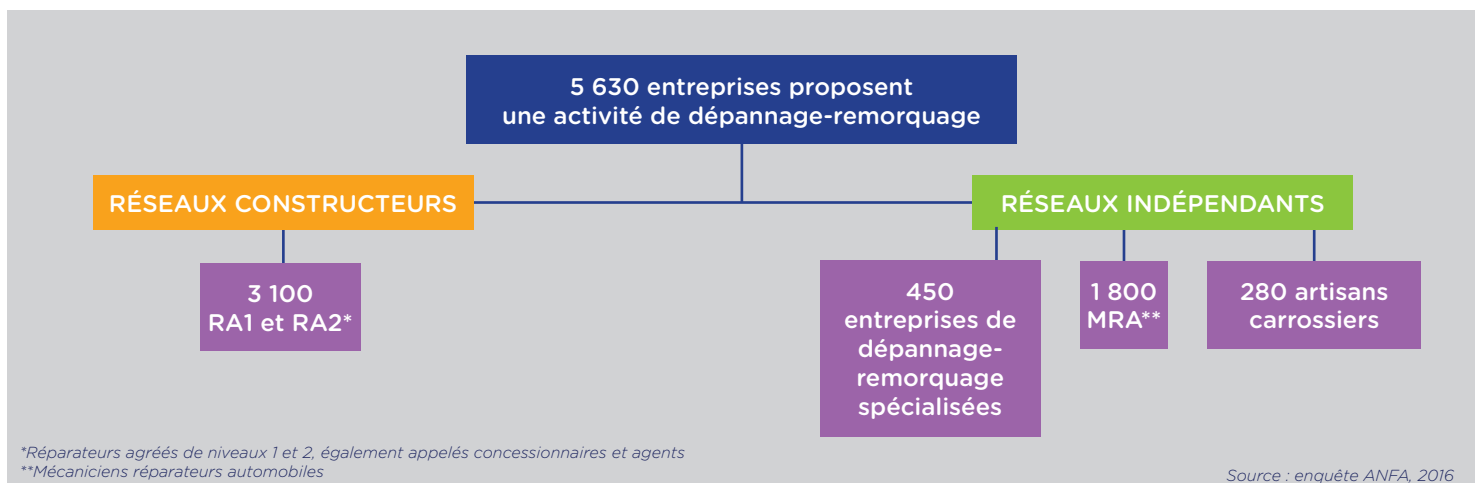 5 630 entreprises proposent
une activité de dépannage-remorquage
RÉSEAUX CONSTRUCTEURS
RÉSEAUX INDÉPENDANTS
3 100
RA1 et RA2*
450
entreprises de
dépannage-
remorquage
spécialisées
1 800
MRA**
280 artisans
carrossiers
*Réparateurs agréés de niveaux 1 et 2, également appelés concessionnaires et agents
**Mécaniciens réparateurs automobiles
Source : enquête ANFA, 2016